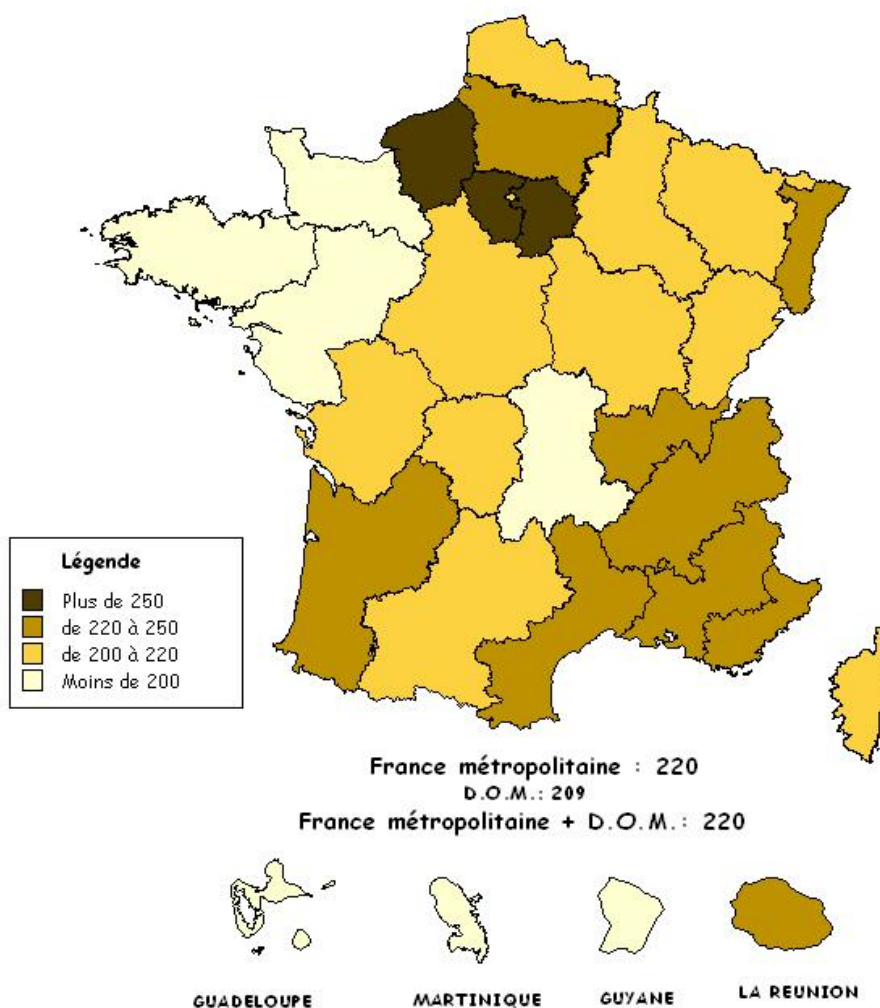 Légende
Plus de 250
de 220 à 250
de 200 à 220
Moins de 200
France métropolitaine : 220
D.O.M.: 209
France métropolitaine + D.O.M.: 220
GUADELOUPE
MARTINIQUE
GUYANE
LA REUNION